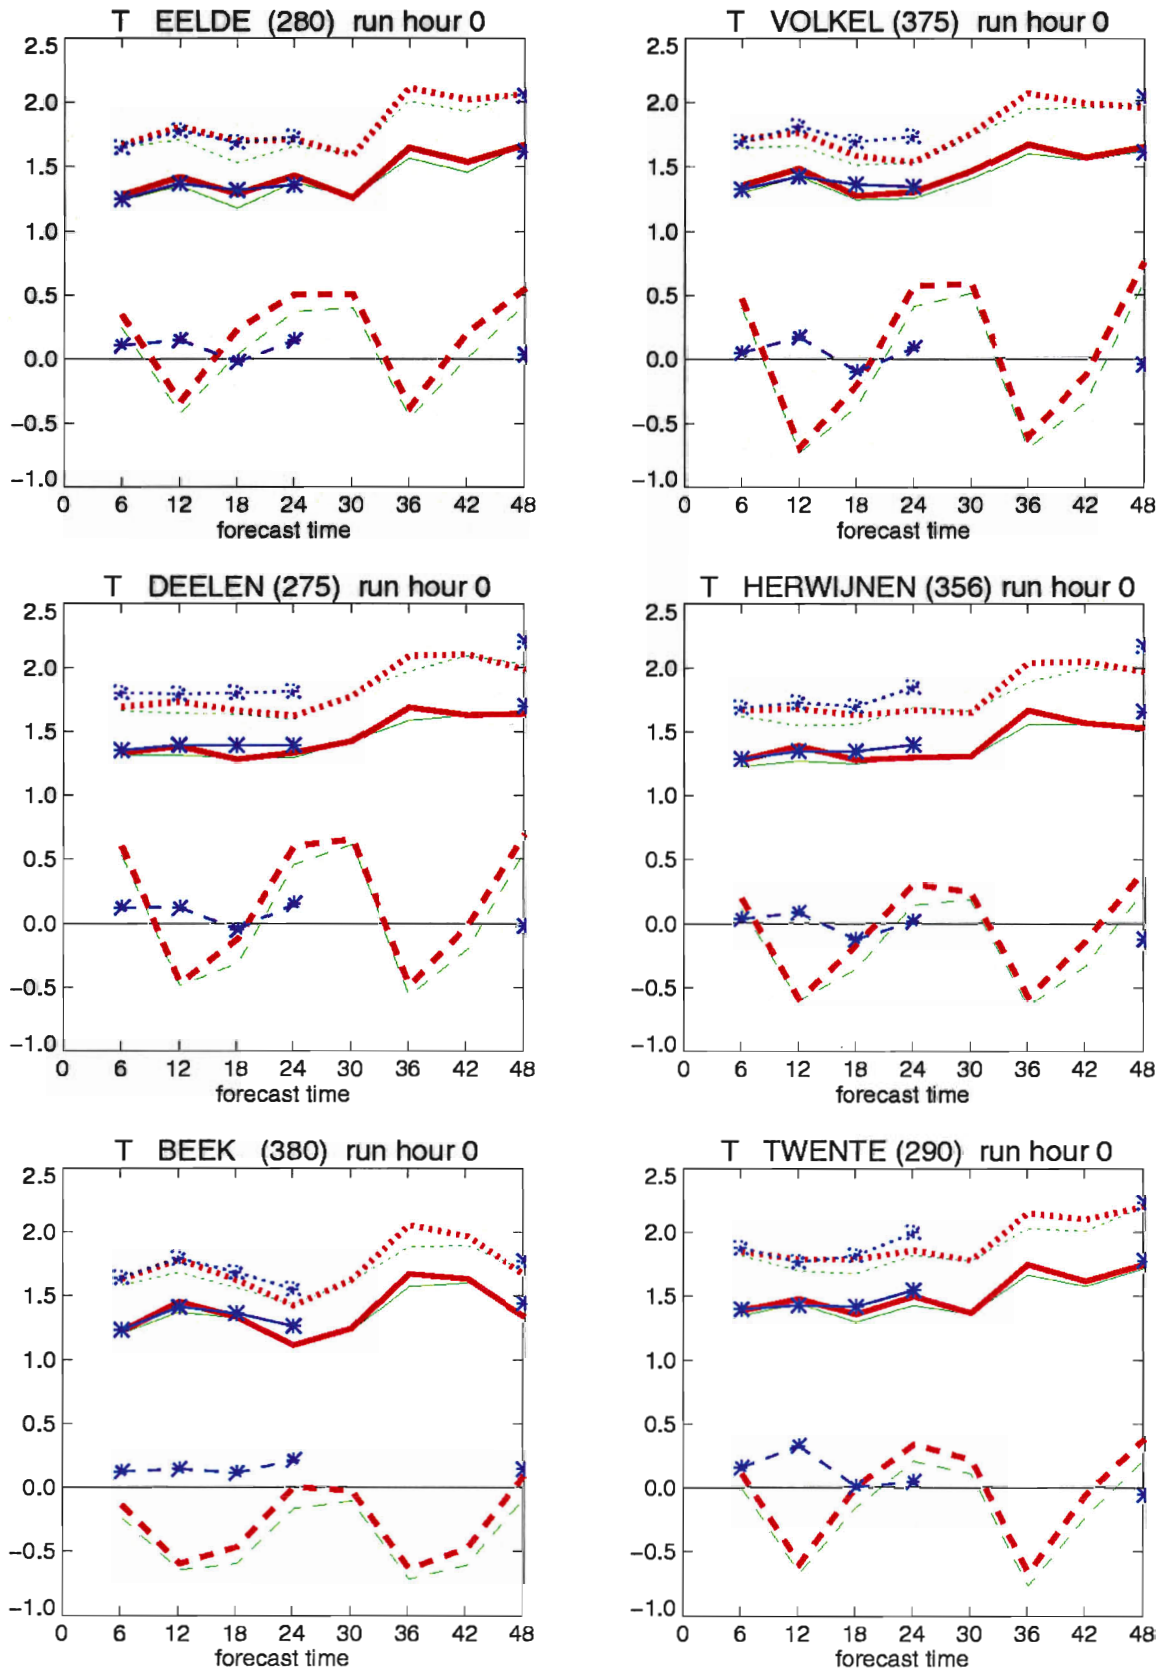 T EELDE (280) run hour 0
2.5
2.0
1.5
1.0
0.5
0.0
−0.5
−1.0
0 6 12 18 24 30 36 42 48
forecast time
T VOLKEL (375) run hour 0
2.5
2.0
1.5
1.0
0.5
0.0
−0.5
−1.0
0 6 12 18 24 30 36 42 48
forecast time
T DEELEN (275) run hour 0
2.5
2.0
1.5
1.0
0.5
0.0
−0.5
−1.0
0 6 12 18 24 30 36 42 48
forecast time
T HERWIJNEN (356) run hour 0
2.5
2.0
1.5
1.0
0.5
0.0
−0.5
−1.0
0 6 12 18 24 30 36 42 48
forecast time
T BEEK (380) run hour 0
2.5
2.0
1.5
1.0
0.5
0.0
−0.5
−1.0
0 6 12 18 24 30 36 42 48
forecast time
T TWENTE (290) run hour 0
2.5
2.0
1.5
1.0
0.5
0.0
−0.5
−1.0
0 6 12 18 24 30 36 42 48
forecast time